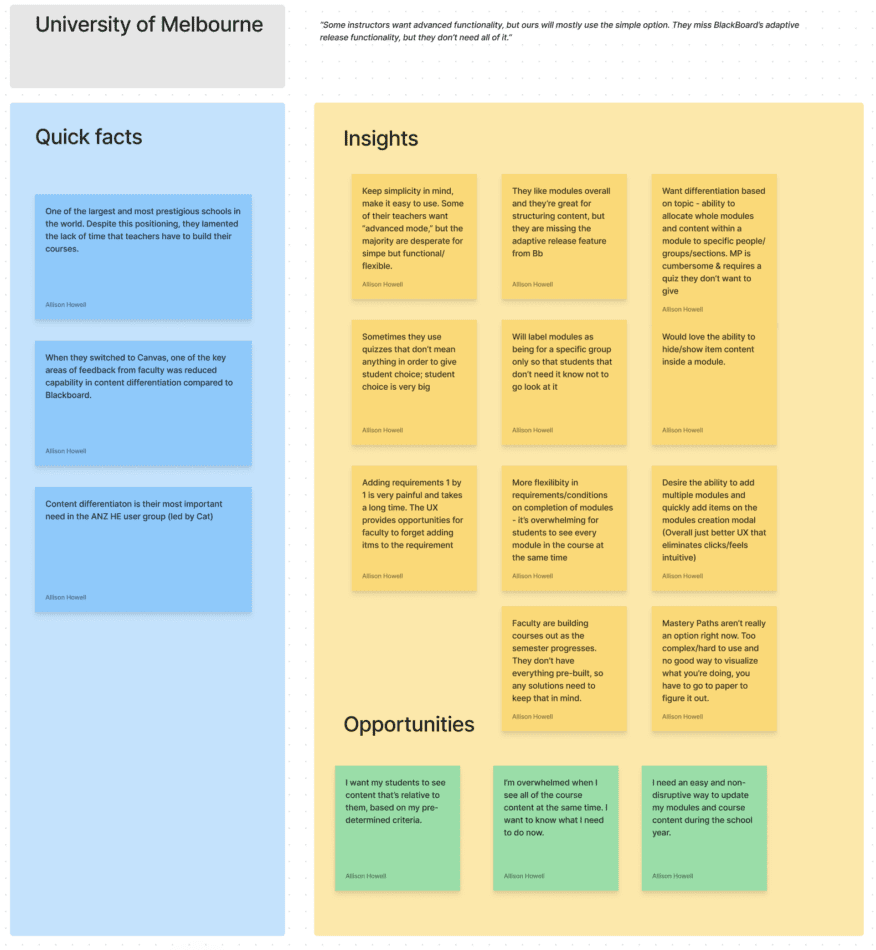 University of Melbourne
“Some instructors want advanced functionality, but ours will mostly use the simple option. They miss BlackBoard’s adaptive
release functionality, but they don’t need all of it.”
Quick facts
One of the largest and most prestigious schools in
the world. Despite this positioning, they lamented
the lack of time that teachers have to build their
courses.
Allison Howell
When they switched to Canvas, one of the key
areas of feedback from faculty was reduced
capability in content differentiation compared to
Blackboard.
Allison Howell
Content differentiaton is their most important
need in the ANZ HE user group (led by Cat)
Allison Howell
Insights
Keep simplicity in mind,
make it easy to use. Some
of their teachers want
“advanced mode,” but the
majority are desperate for
simpe but functional/
flexible.
Allison Howell
They like modules overall
and they’re great for
structuring content, but
they are missing the
adaptive release feature
from Bb
Allison Howell
Want differentiation based
on topic - ability to
allocate whole modules
and content within a
module to specific people/
groups/sections. MP is
cumbersome & requires a
quiz they don’t want to
give
Allison Howell
Sometimes they use
quizzes that don’t mean
anything in order to give
student choice; student
choice is very big
Allison Howell
Will label modules as
being for a specific group
only so that students that
don’t need it know not to
go look at it
Allison Howell
Would love the ability to
hide/show item content
inside a module.
Allison Howell
Adding requirements 1 by
1 is very painful and takes
a long time. The UX
provides opportunities for
faculty to forget adding
itms to the requirement
Allison Howell
More flexilibity in
requirements/conditions
on completion of modules
- it’s overwhelming for
students to see every
module in the course at
the same time
Allison Howell
Desire the ability to add
multiple modules and
quickly add items on the
modules creation modal
(Overall just better UX that
eliminates clicks/feels
intuitive)
Allison Howell
Faculty are building
courses out as the
semester progresses.
They don’t have
everything pre-built, so
any solutions need to
keep that in mind.
Allison Howell
Mastery Paths aren’t really
an option right now. Too
complex/hard to use and
no good way to visualize
what you’re doing, you
have to go to paper to
figure it out.
Allison Howell
Opportunities
I want my students to see
content that’s relative to
them, based on my pre-
determined criteria.
Allison Howell
I’m overwhelmed when I
see all of the course
content at the same time. I
want to know what I need
to do now.
Allison Howell
I need an easy and non-
disruptive way to update
my modules and course
content during the school
year.
Allison Howell